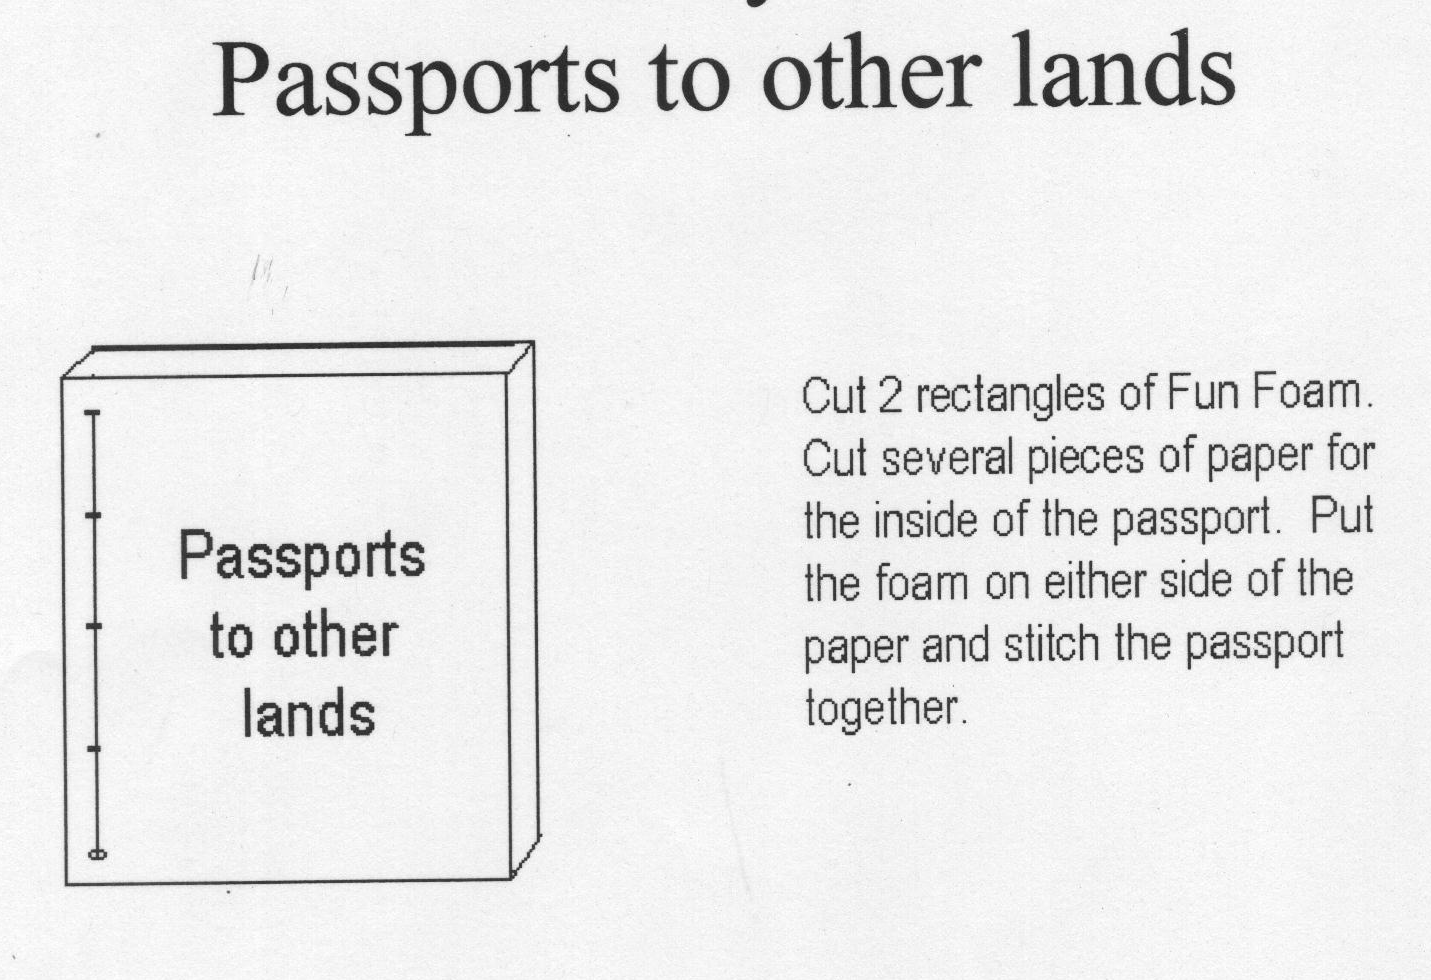 Passports to other lands
Passports
to other
lands
Cut 2 rectangles of Fun Foam.
Cut several pieces of paper for
the inside of the passport. Put
the foam on either side of the
paper and stitch the passport
together.